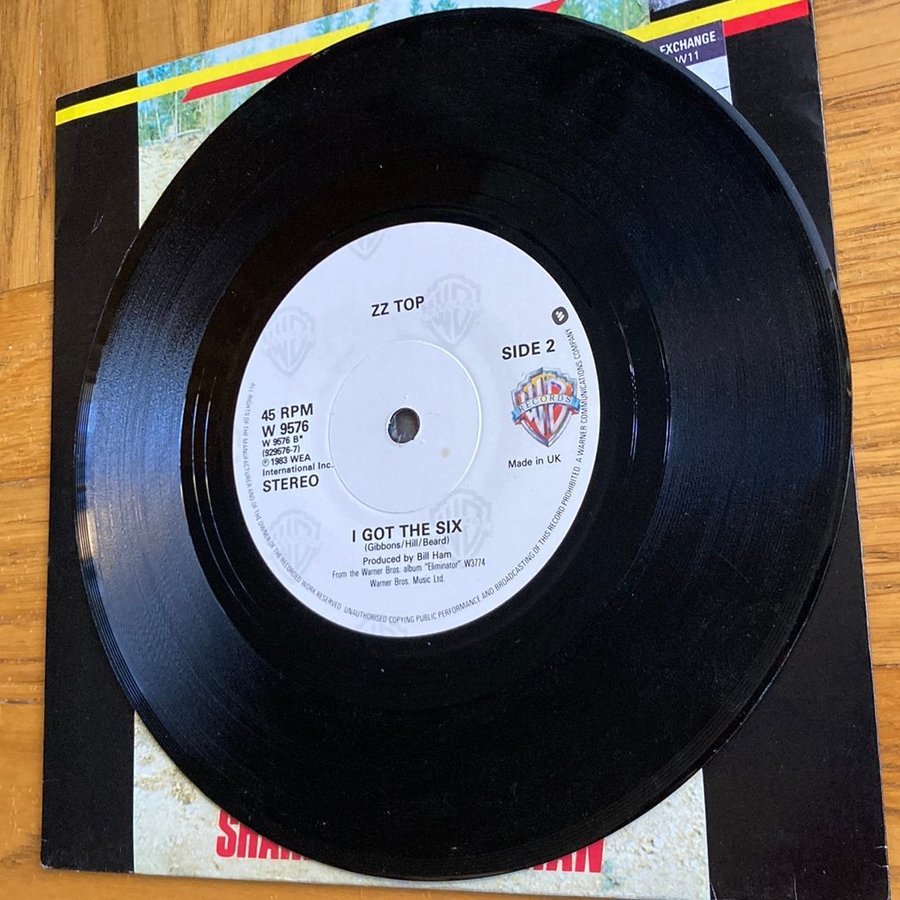 EXCHANGE
W11
ZZ TOP
SIDE 2
RECORDS
Made in UK
45 RPM
W 9576
W 9576 B*
(929576-7)
℗ 1983 WEA
International Inc.
STEREO
I GOT THE SIX
(Gibbons/Hill/Beard)
Produced by Bill Ham
From the Warner Bros. album "Eliminator" W3774
Warner Bros. Music Ltd.
ALL RIGHTS OF THE MANUFACTURER AND OF THE OWNER OF THE RECORDED WORK RESERVED. UNAUTHORISED COPYING PUBLIC PERFORMANCE AND BROADCASTING OF THIS RECORD PROHIBITED. A WARNER COMMUNICATIONS COMPANY